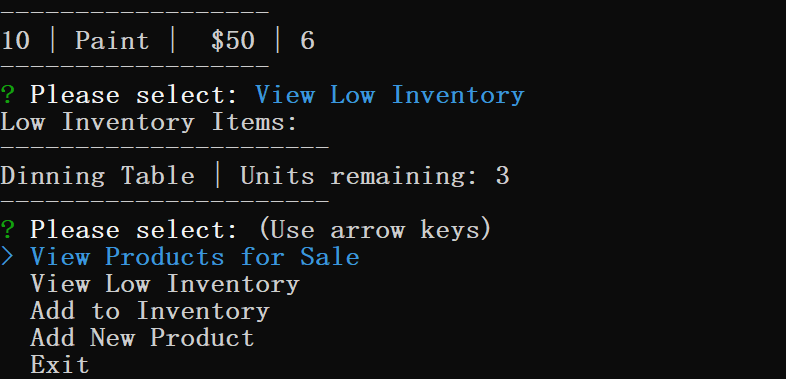 ------------------
10 | Paint |  $50 | 6
------------------
? Please select: View Low Inventory
Low Inventory Items:
----------------------
Dinning Table | Units remaining: 3
----------------------
? Please select: (Use arrow keys)
> View Products for Sale
  View Low Inventory
  Add to Inventory
  Add New Product
  Exit